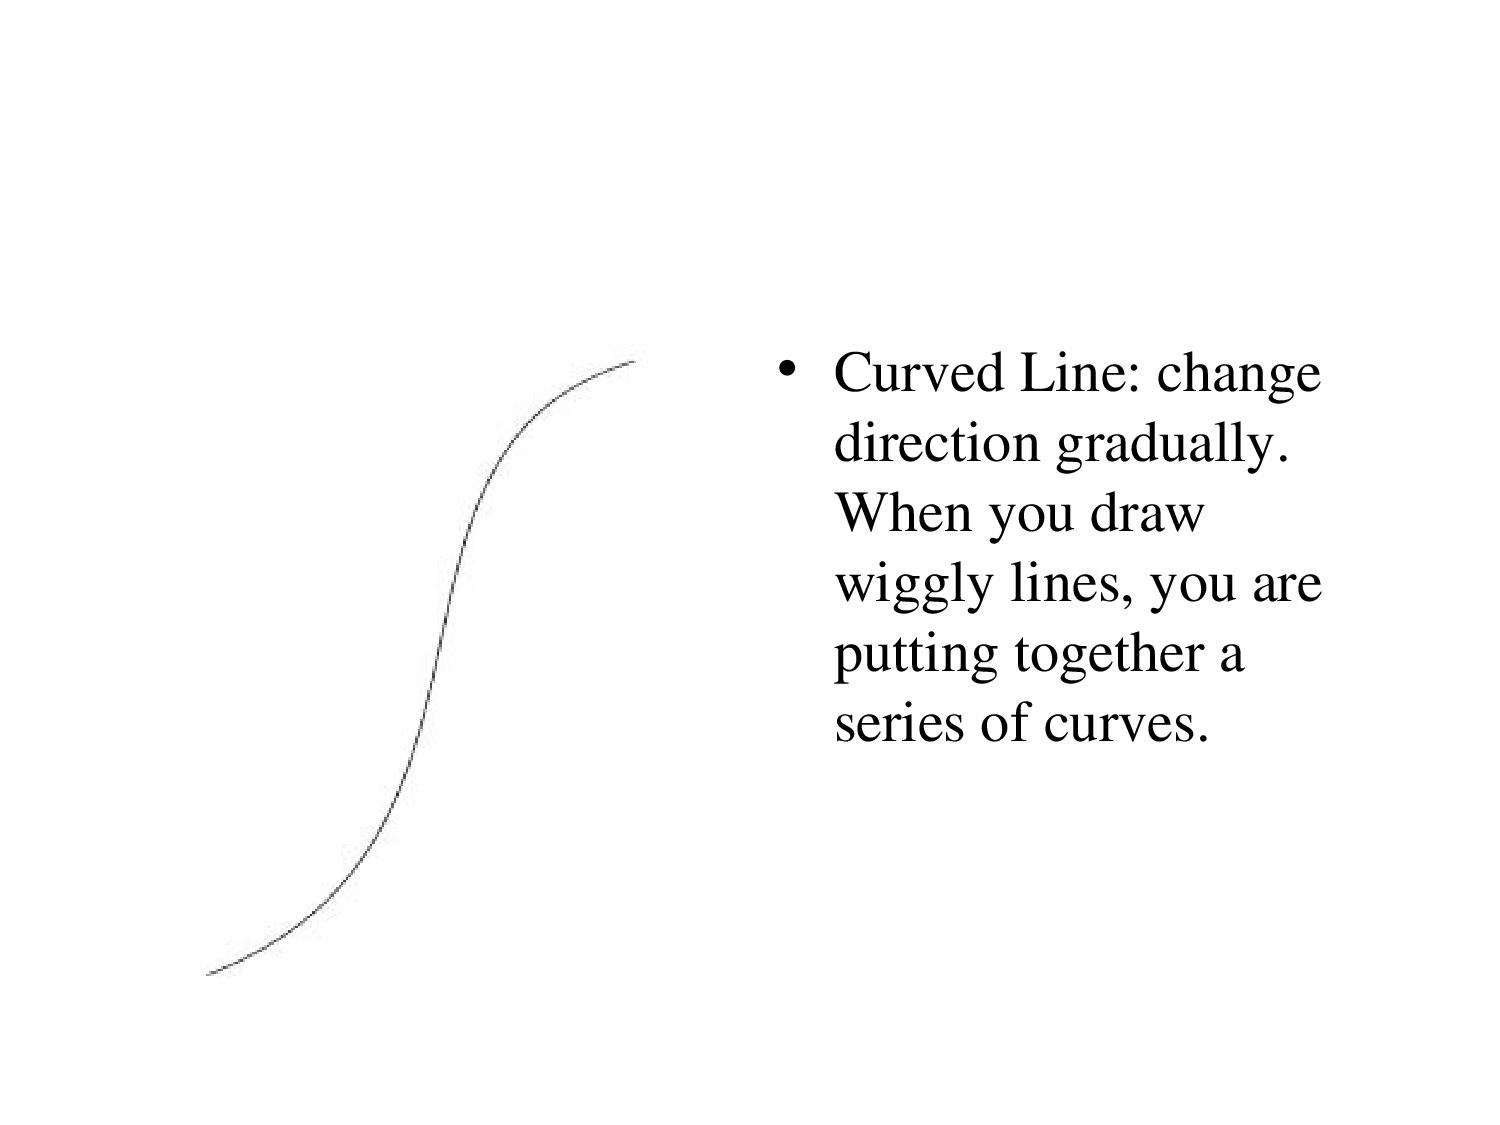 • Curved Line: change
direction gradually.
When you draw
wiggly lines, you are
putting together a
series of curves.